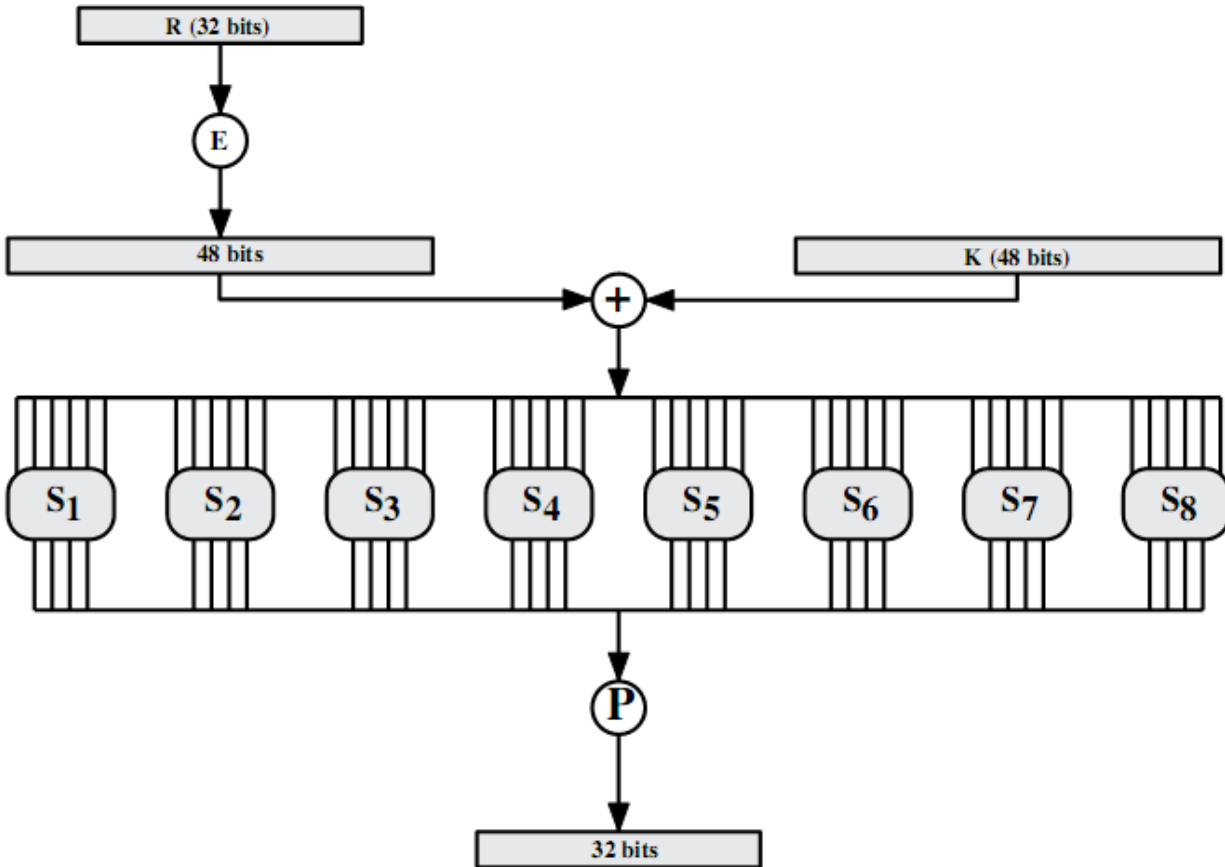 R (32 bits)
E
48 bits
K (48 bits)
+
S1 S2 S3 S4 S5 S6 S7 S8
P
32 bits